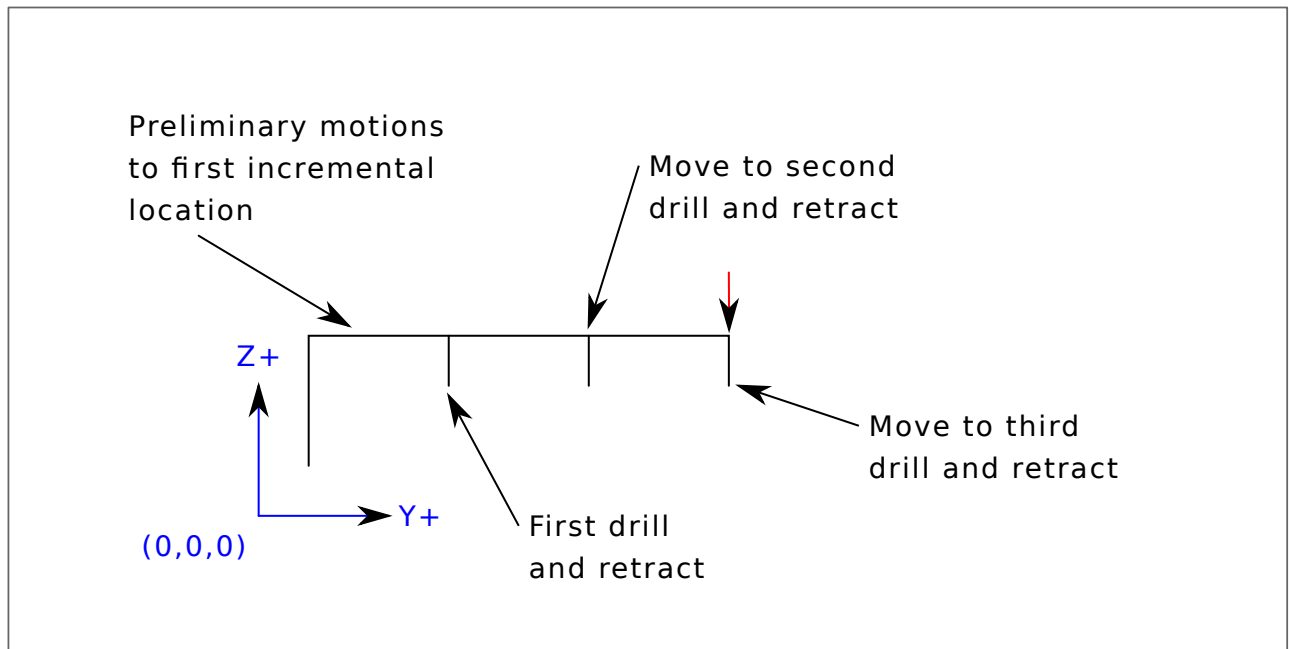 Preliminary motions
to first incremental
location
Move to second
drill and retract
Z+
Move to third
drill and retract
Y+
(0,0,0)
First drill
and retract